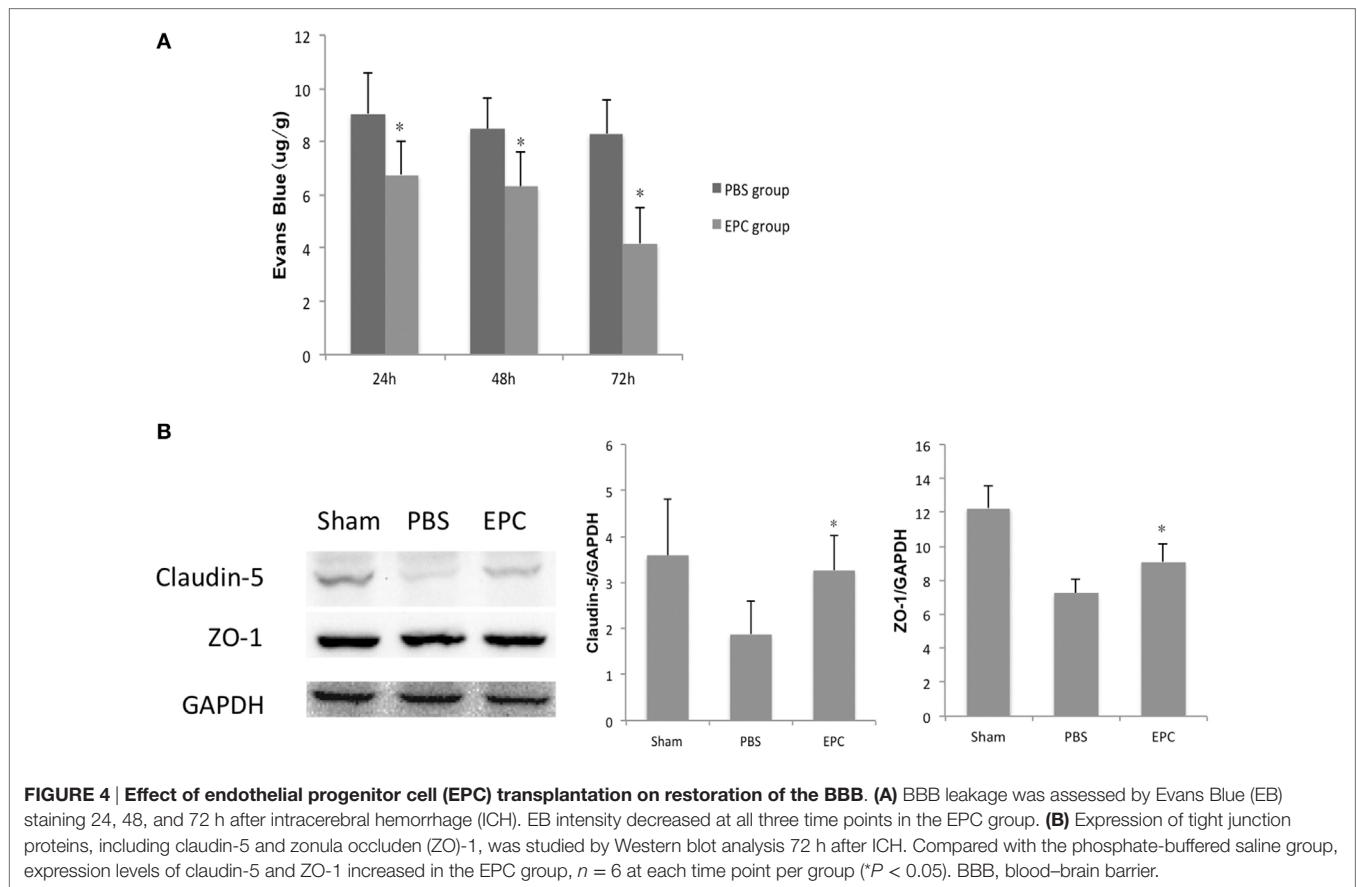 A
12
10
8
6
4
2
0
Evans Blue (ug/g)
*
*
*
24h
48h
72h
PBS group
EPC group
B
Sham PBS EPC
Claudin-5
ZO-1
GAPDH
6
5
4
3
2
1
0
Claudin-5/GAPDH
*
Sham PBS EPC
16
14
12
10
8
6
4
2
0
ZO-1/GAPDH
*
Sham PBS EPC
FIGURE 4 | Effect of endothelial progenitor cell (EPC) transplantation on restoration of the BBB. (A) BBB leakage was assessed by Evans Blue (EB)
staining 24, 48, and 72 h after intracerebral hemorrhage (ICH). EB intensity decreased at all three time points in the EPC group. (B) Expression of tight junction
proteins, including claudin-5 and zonula occluden (ZO)-1, was studied by Western blot analysis 72 h after ICH. Compared with the phosphate-buffered saline group,
expression levels of claudin-5 and ZO-1 increased in the EPC group, n = 6 at each time point per group (*P < 0.05). BBB, blood–brain barrier.